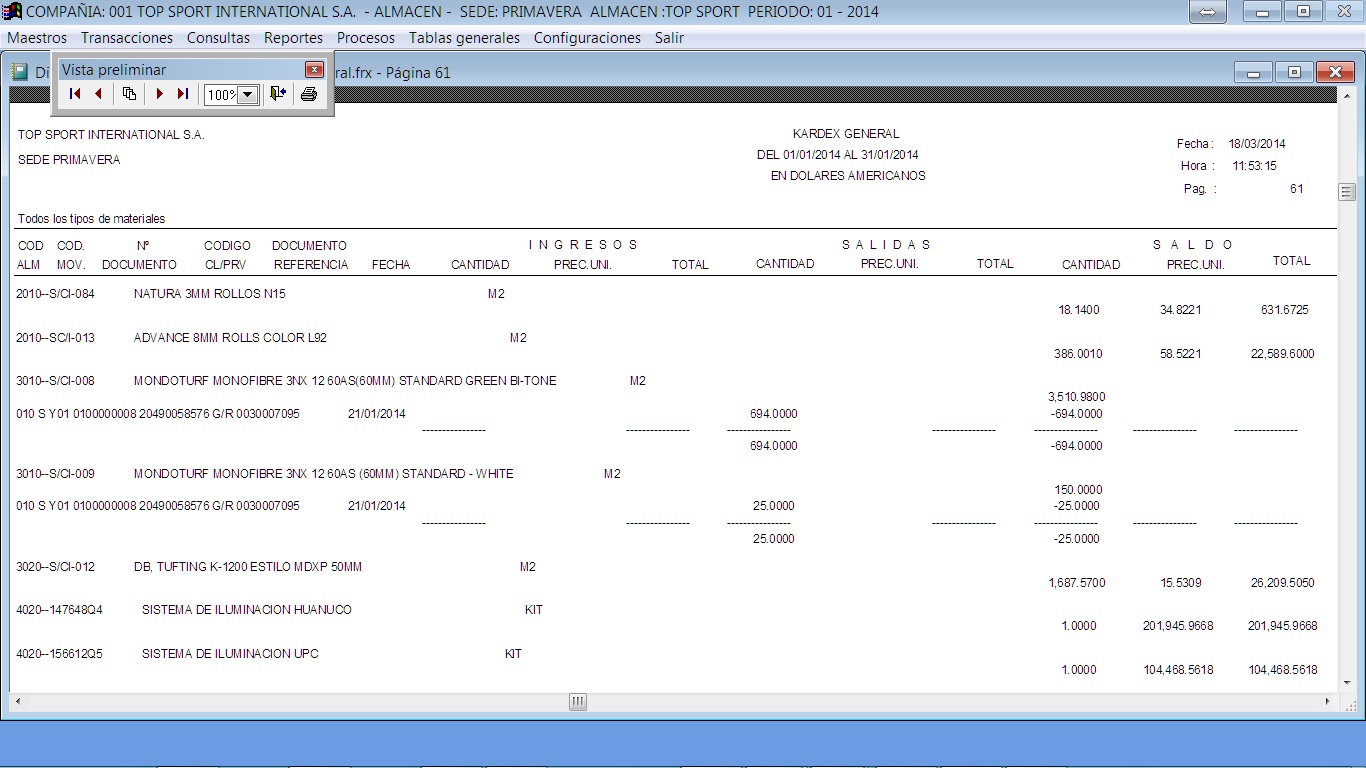 COMPAÑIA: 001 TOP SPORT INTERNATIONAL S.A. - ALMACEN - SEDE: PRIMAVERA ALMACEN :TOP SPORT PERIODO: 01 - 2014
Maestros Transacciones Consultas Reportes Procesos Tablas generales Configuraciones Salir
Di ral.frx - Página 61
Vista preliminar
100%
TOP SPORT INTERNATIONAL S.A. KARDEX GENERAL Fecha : 18/03/2014
SEDE PRIMAVERA DEL 01/01/2014 AL 31/01/2014 Hora : 11:53:15
EN DOLARES AMERICANOS Pag. : 61
Todos los tipos de materiales
COD COD. Nº CODIGO DOCUMENTO I N G R E S O S S A L I D A S S A L D O
ALM MOV. DOCUMENTO CL/PRV REFERENCIA FECHA CANTIDAD PREC.UNI. TOTAL CANTIDAD PREC.UNI. TOTAL CANTIDAD PREC.UNI. TOTAL
2010--S/CI-084 NATURA 3MM ROLLOS N15 M2
18.1400 34.8221 631.6725
2010--SC/I-013 ADVANCE 8MM ROLLS COLOR L92 M2
386.0010 58.5221 22,589.6000
3010--S/CI-008 MONDOTURF MONOFIBRE 3NX 12 60AS(60MM) STANDARD GREEN BI-TONE M2
3,510.9800
010 S Y01 0100000008 20490058576 G/R 0030007095 21/01/2014 694.0000 -694.0000
---------------- ---------------- ---------------- ---------------- ---------------- ---------------- ----------------
694.0000 -694.0000
3010--S/CI-009 MONDOTURF MONOFIBRE 3NX 12 60AS (60MM) STANDARD - WHITE M2
150.0000
010 S Y01 0100000008 20490058576 G/R 0030007095 21/01/2014 25.0000 -25.0000
---------------- ---------------- ---------------- ---------------- ---------------- ---------------- ----------------
25.0000 -25.0000
3020--S/CI-012 DB, TUFTING K-1200 ESTILO MDXP 50MM M2
1,687.5700 15.5309 26,209.5050
4020--147648Q4 SISTEMA DE ILUMINACION HUANUCO KIT
1.0000 201,945.9668 201,945.9668
4020--156612Q5 SISTEMA DE ILUMINACION UPC KIT
1.0000 104,468.5618 104,468.5618